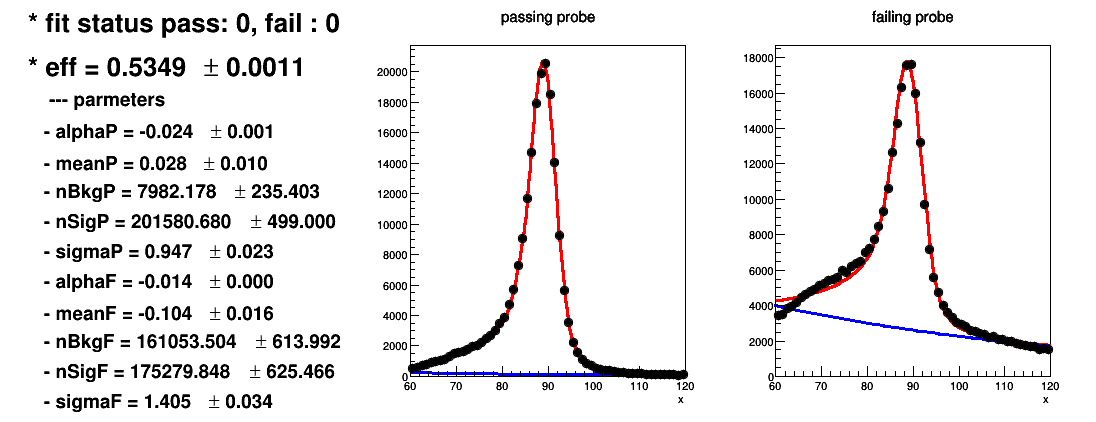 * fit status pass: 0, fail : 0
* eff = 0.5349 ± 0.0011
--- parmeters
- alphaP = -0.024 ± 0.001
- meanP = 0.028 ± 0.010
- nBkgP = 7982.178 ± 235.403
- nSigP = 201580.680 ± 499.000
- sigmaP = 0.947 ± 0.023
- alphaF = -0.014 ± 0.000
- meanF = -0.104 ± 0.016
- nBkgF = 161053.504 ± 613.992
- nSigF = 175279.848 ± 625.466
- sigmaF = 1.405 ± 0.034
passing probe
20000
18000
16000
14000
12000
10000
8000
6000
4000
2000
0
60 70 80 90 100 110 120
x
failing probe
18000
16000
14000
12000
10000
8000
6000
4000
2000
0
60 70 80 90 100 110 120
x